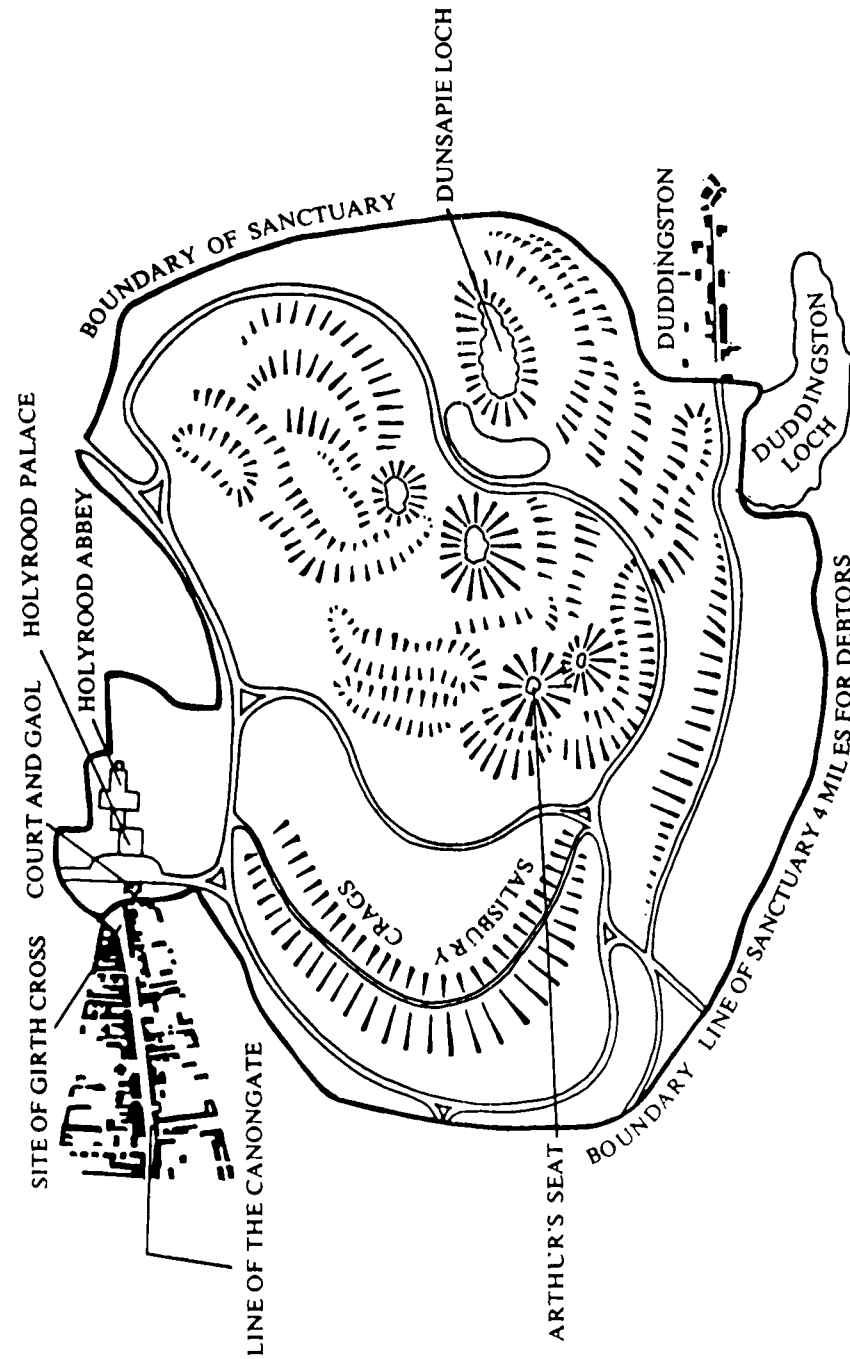 SITE OF GIRTH CROSS
COURT AND GAOL
HOLYROOD PALACE
HOLYROOD ABBEY
BOUNDARY OF SANCTUARY
DUNSAPIE LOCH
LINE OF THE CANONGATE
SALISBURY
CRAGS
ARTHUR'S SEAT
DUDDINGSTON
DUDDINGSTON
LOCH
BOUNDARY LINE OF SANCTUARY 4 MILES FOR DEBTORS